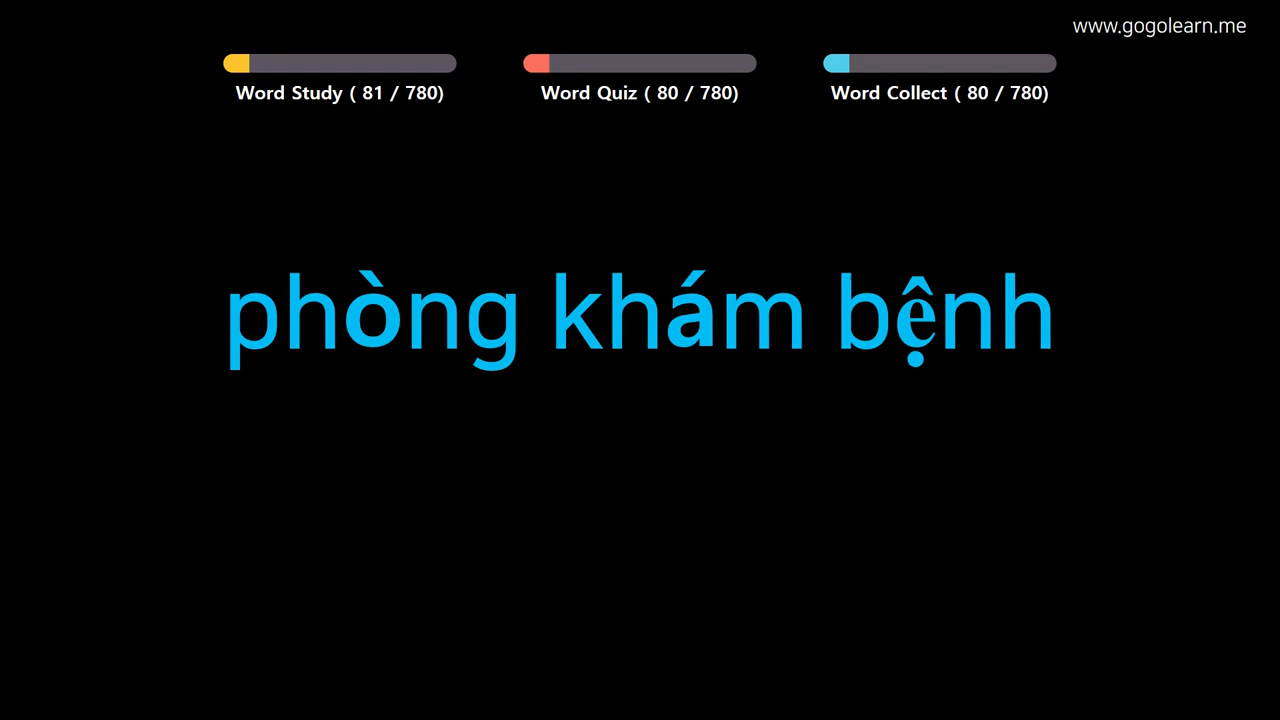 www.gogolearn.me
Word Study ( 81 / 780)
Word Quiz ( 80 / 780)
Word Collect ( 80 / 780)
phòng khám bệnh